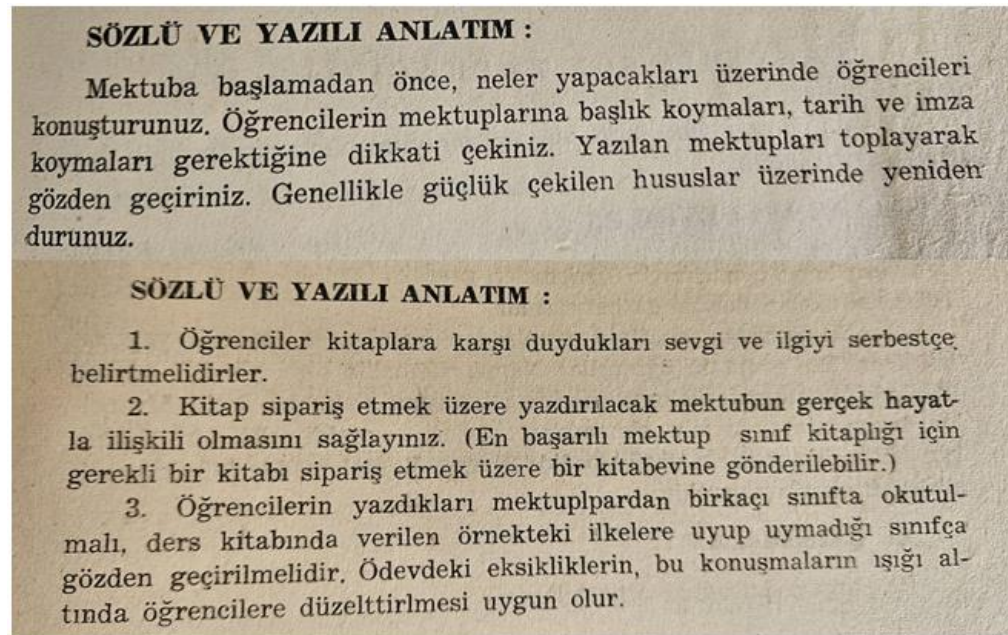 SÖZLÜ VE YAZILI ANLATIM :
Mektuba başlamadan önce, neler yapacakları üzerinde öğrencileri
konuşturunuz. Öğrencilerin mektuplarına başlık koymaları, tarih ve imza
koymaları gerektiğine dikkati çekiniz. Yazılan mektupları toplayarak
gözden geçiriniz. Genellikle güçlük çekilen hususlar üzerinde yeniden
durunuz.
SÖZLÜ VE YAZILI ANLATIM :
1. Öğrenciler kitaplara karşı duydukları sevgi ve ilgiyi serbestçe
belirtmelidirler.
2. Kitap sipariş etmek üzere yazdırılacak mektubun gerçek hayat-
la ilişkili olmasını sağlayınız. (En başarılı mektup sınıf kitaplığı için
gerekli bir kitabı sipariş etmek üzere bir kitabevine gönderilebilir.)
3. Öğrencilerin yazdıkları mektuplpardan birkaçı sınıfta okutul-
malı, ders kitabında verilen örnekteki ilkelere uyup uymadığı sınıfça
gözden geçirilmelidir. Ödevdeki eksikliklerin, bu konuşmaların ışığı al-
tında öğrencilere düzelttirlmesi uygun olur.